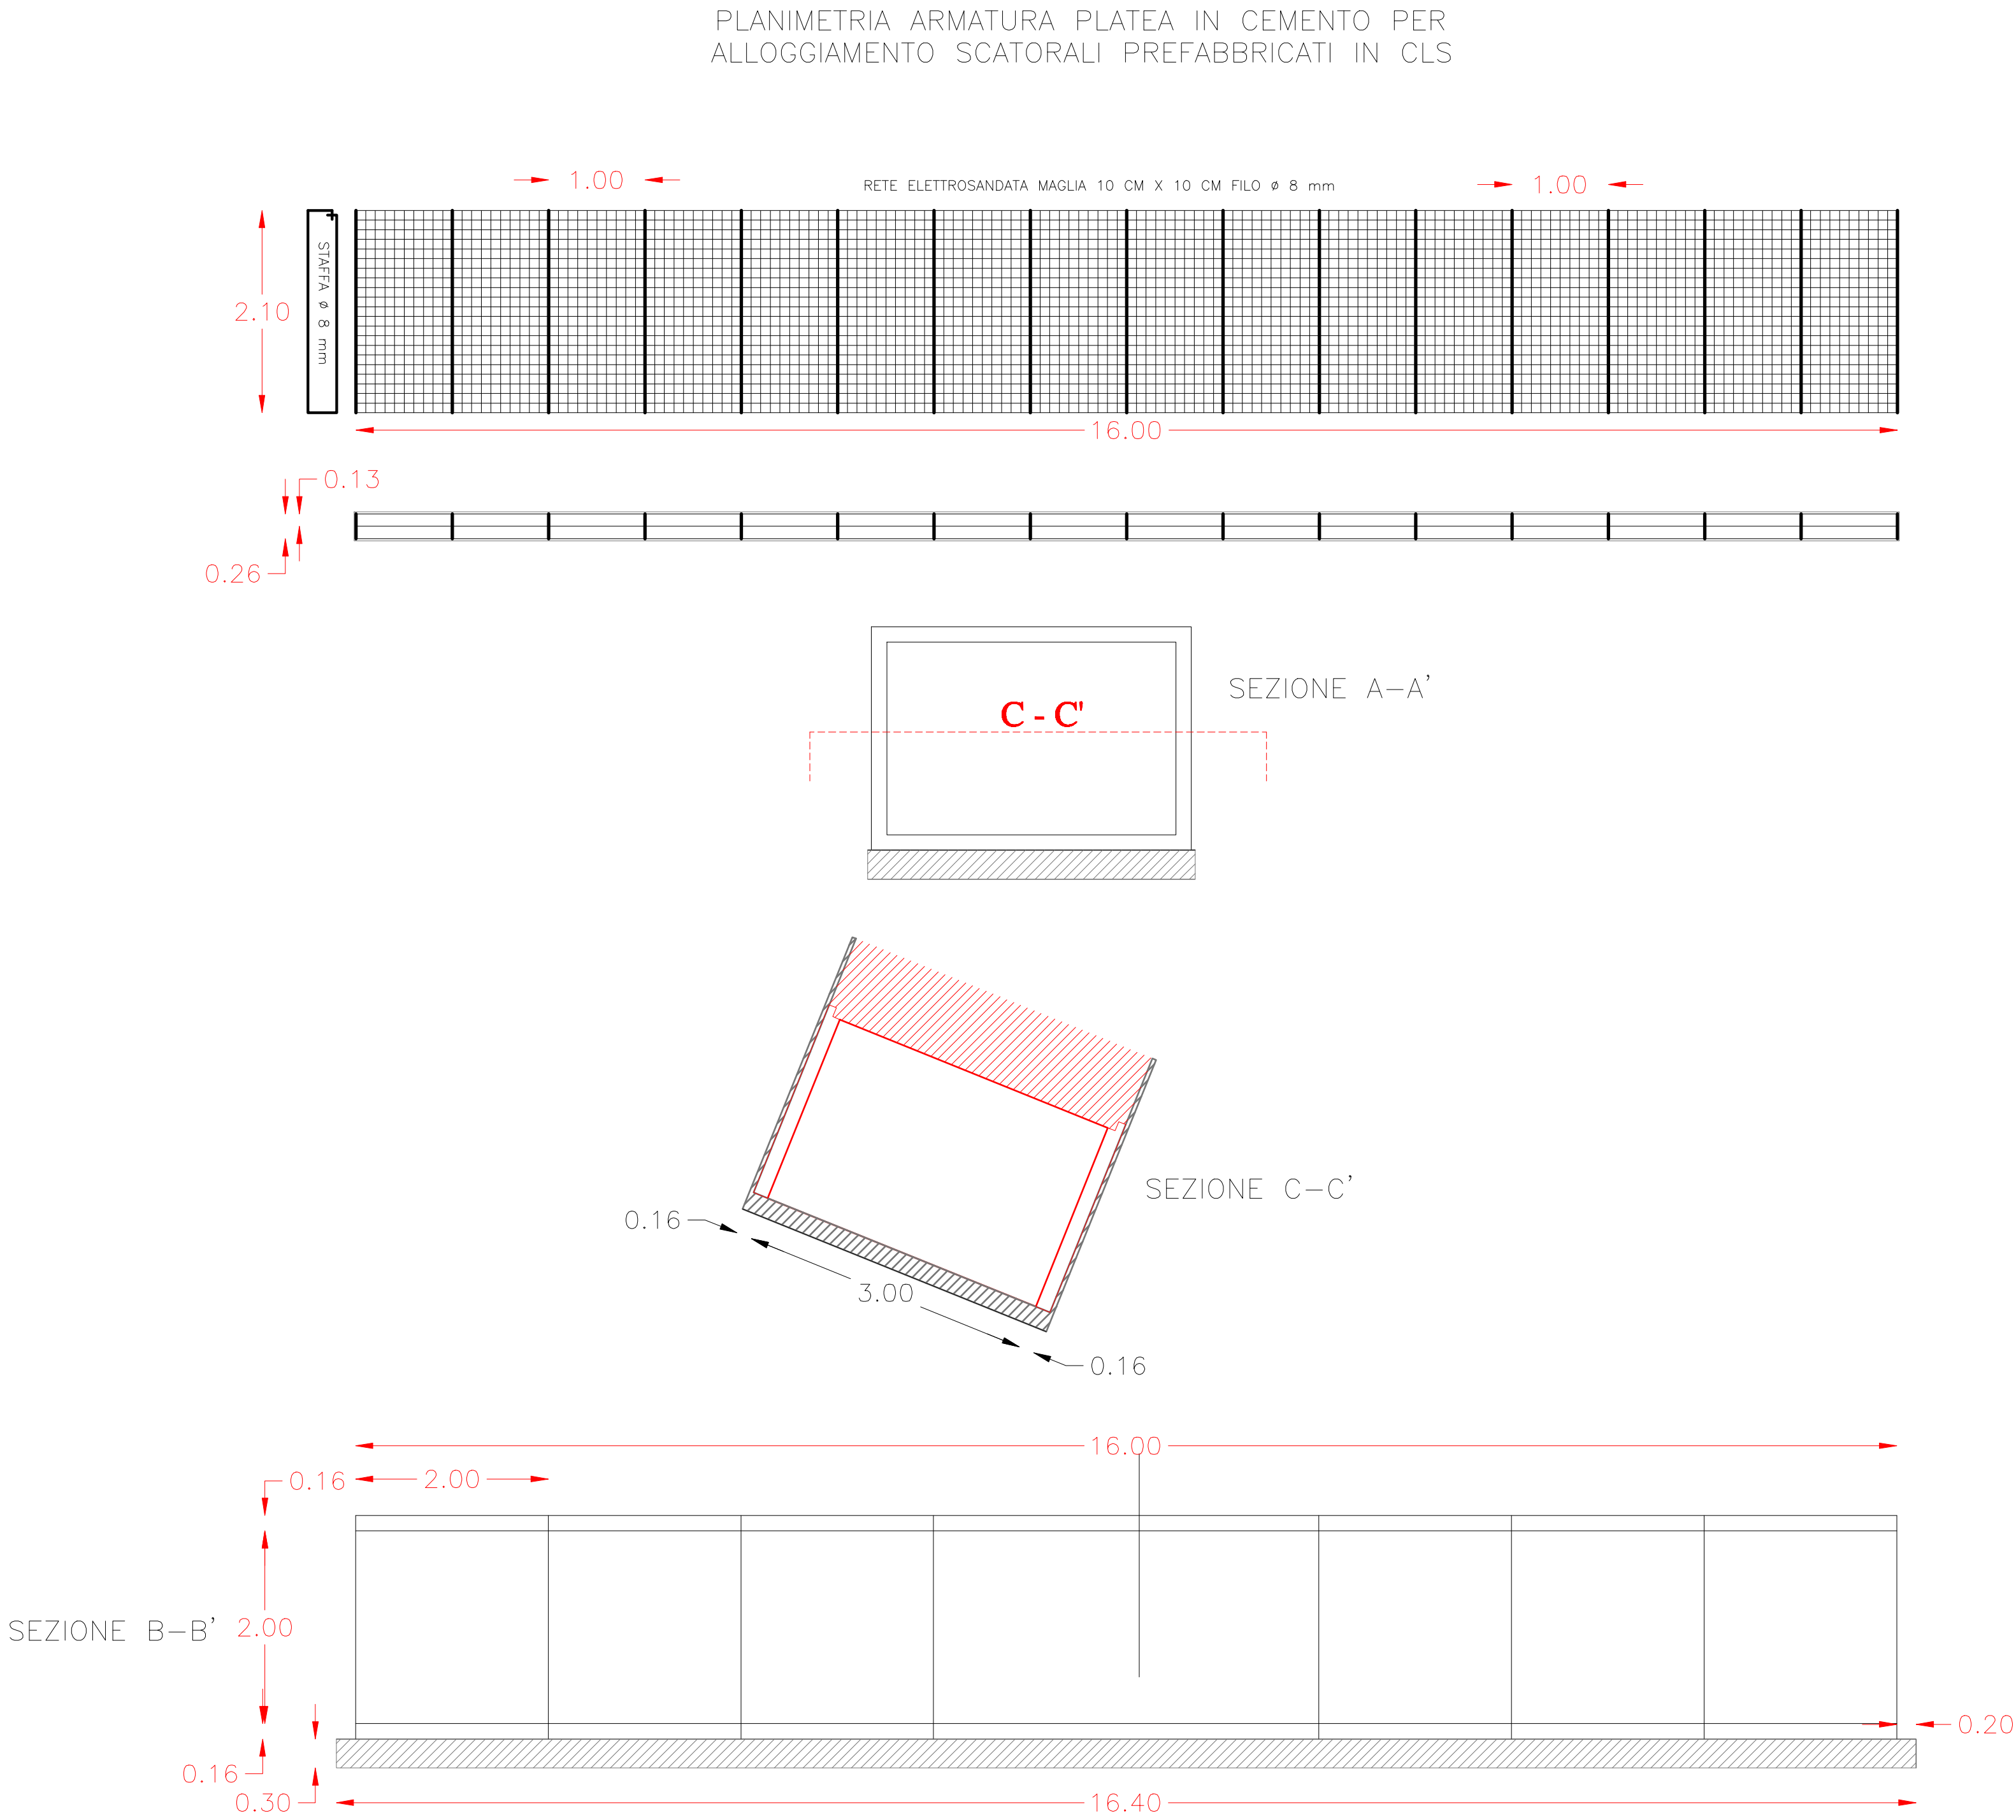 PLANIMETRIA ARMATURA PLATEA IN CEMENTO PER
ALLOGGIAMENTO SCATORALI PREFABBRICATI IN CLS
1.00
RETE ELETTROSANDATA MAGLIA 10 CM X 10 CM FILO ø 8 mm
1.00
STAFFA ø 8 mm
2.10
16.00
0.13
0.26
SEZIONE A-A'
C - C'
SEZIONE C-C'
0.16
3.00
0.16
16.00
0.16
2.00
SEZIONE B-B'
2.00
0.20
0.16
0.30
16.40